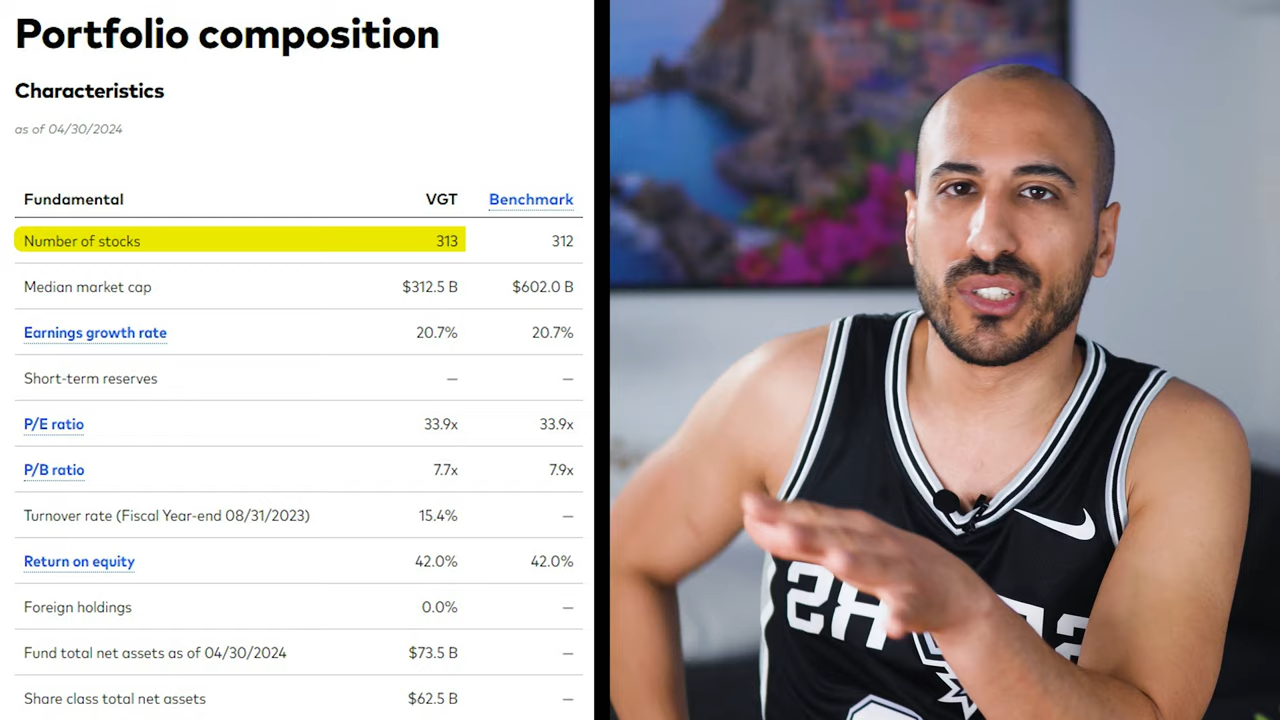 Portfolio composition
Characteristics
as of 04/30/2024
Fundamental VGT Benchmark
Number of stocks 313 312
Median market cap $312.5 B $602.0 B
Earnings growth rate 20.7% 20.7%
Short-term reserves — —
P/E ratio 33.9x 33.9x
P/B ratio 7.7x 7.9x
Turnover rate (Fiscal Year-end 08/31/2023) 15.4% —
Return on equity 42.0% 42.0%
Foreign holdings 0.0% —
Fund total net assets as of 04/30/2024 $73.5 B —
Share class total net assets $62.5 B —